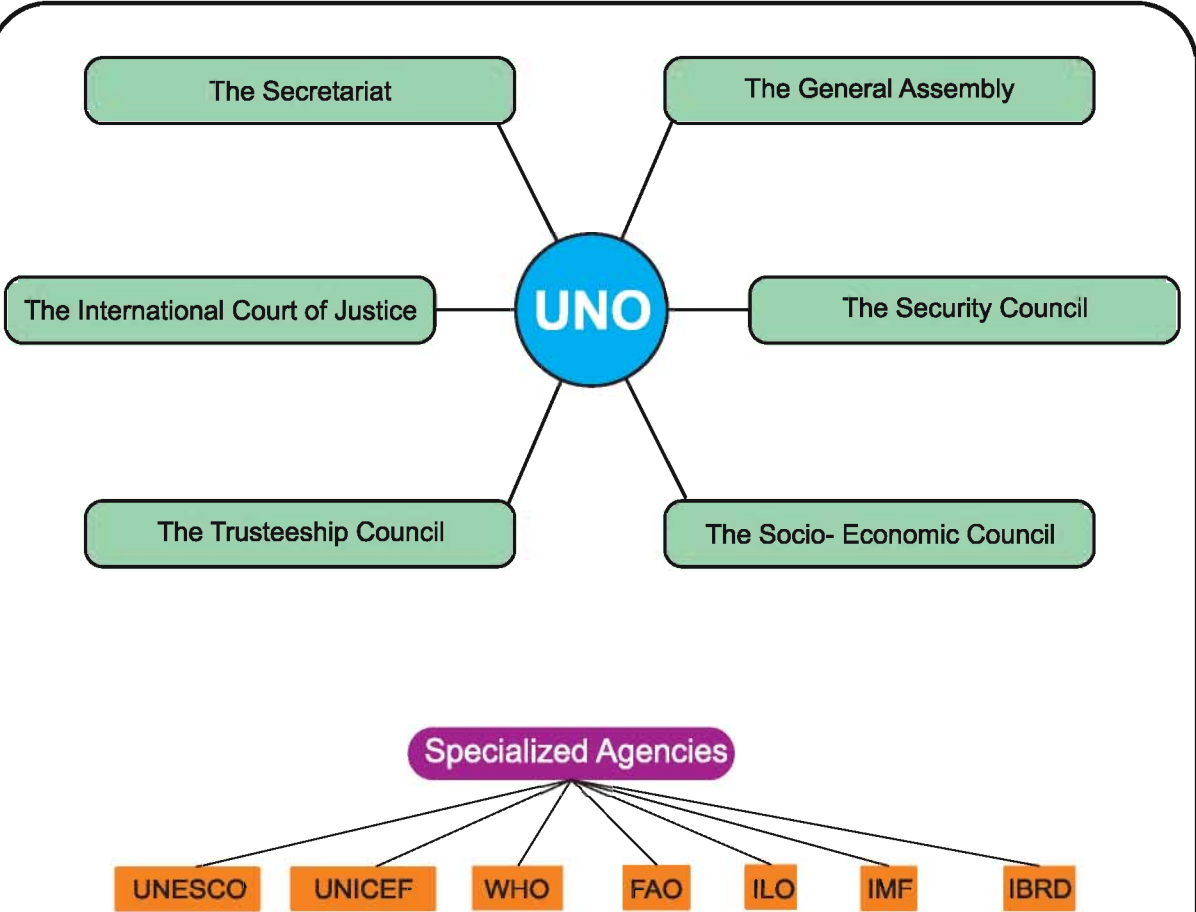 The Secretariat
The General Assembly
The International Court of Justice
UNO
The Security Council
The Trusteeship Council
The Socio- Economic Council
Specialized Agencies
UNESCO
UNICEF
WHO
FAO
ILO
IMF
IBRD